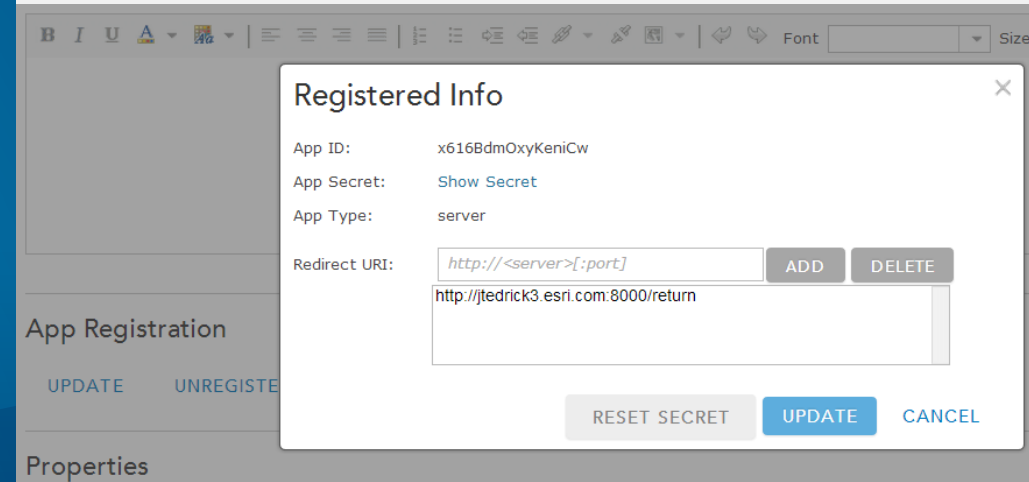 B I U A Font Size
Registered Info
App ID: x616BdmOxyKeniCw
App Secret: Show Secret
App Type: server
Redirect URI: http://<server>[:port] ADD DELETE
http://jtedrick3.esri.com:8000/return
App Registration
UPDATE UNREGISTE
RESET SECRET UPDATE CANCEL
Properties